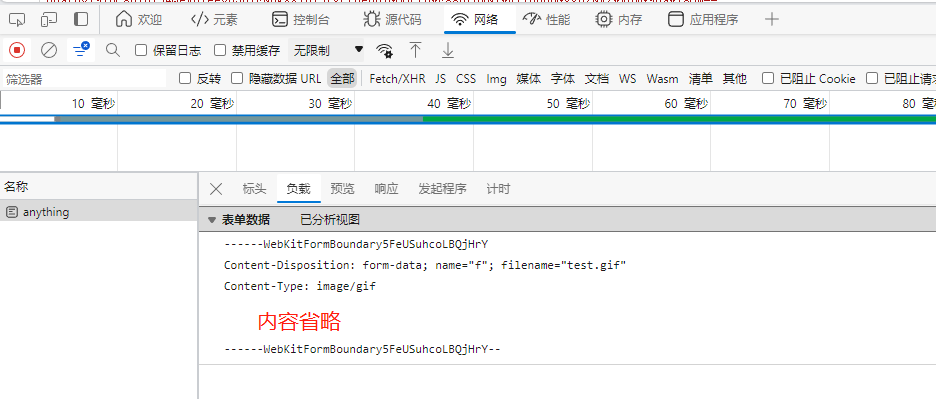 欢迎 元素 控制台 源代码 网络 性能 内存 应用程序
保留日志 禁用缓存 无限制
筛选器 反转 隐藏数据 URL 全部 Fetch/XHR JS CSS Img 媒体 字体 文档 WS Wasm 清单 其他 已阻止 Cookie 已阻止请求
10 毫秒 20 毫秒 30 毫秒 40 毫秒 50 毫秒 60 毫秒 70 毫秒 80 毫秒
名称 标头 负载 预览 响应 发起程序 计时
anything
表单数据 已分析视图
------WebKitFormBoundary5FeUSuhcoLBQjHrY
Content-Disposition: form-data; name="f"; filename="test.gif"
Content-Type: image/gif
内容省略
------WebKitFormBoundary5FeUSuhcoLBQjHrY--